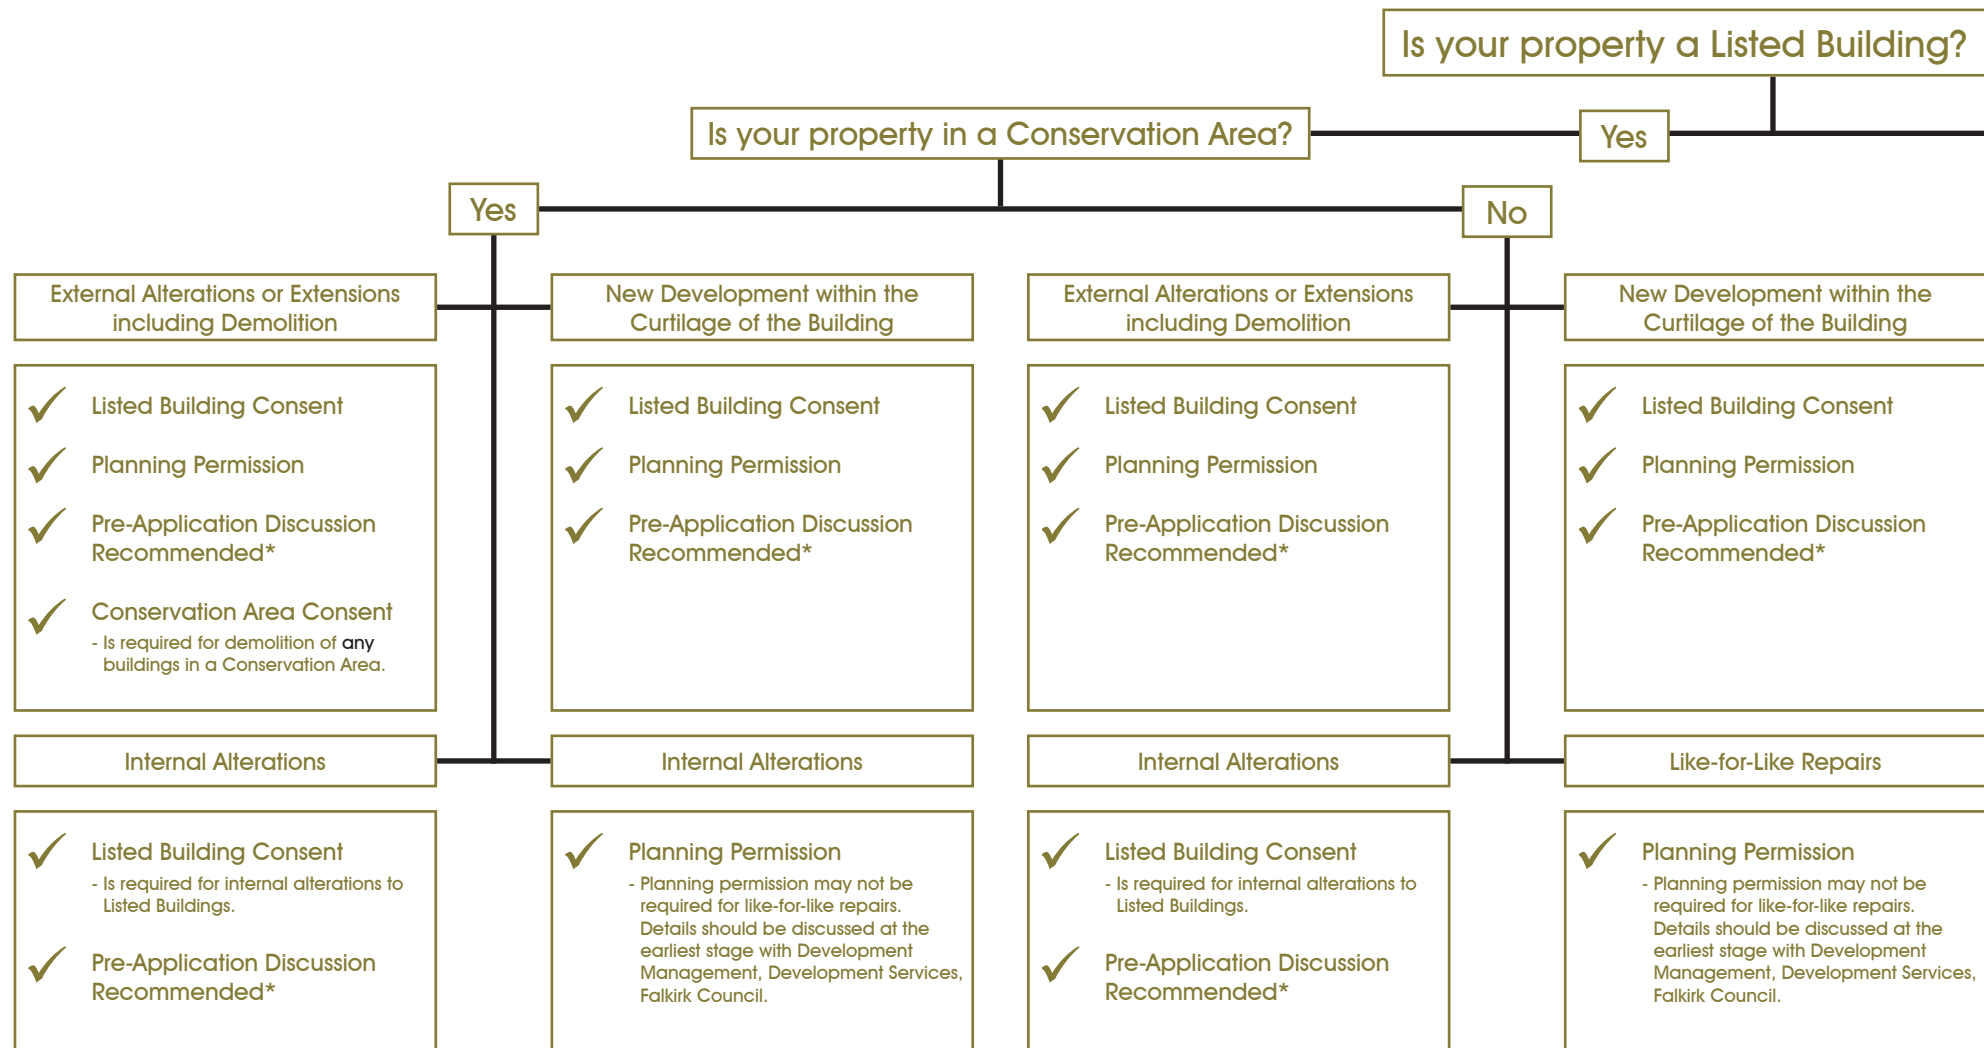 Is your property a Listed Building?
Is your property in a Conservation Area?
Yes
Yes
No
External Alterations or Extensions
including Demolition
New Development within the
Curtilage of the Building
External Alterations or Extensions
including Demolition
New Development within the
Curtilage of the Building
Listed Building Consent
Planning Permission
Pre-Application Discussion
Recommended*
Conservation Area Consent
- Is required for demolition of any
buildings in a Conservation Area.
Listed Building Consent
Planning Permission
Pre-Application Discussion
Recommended*
Listed Building Consent
Planning Permission
Pre-Application Discussion
Recommended*
Listed Building Consent
Planning Permission
Pre-Application Discussion
Recommended*
Internal Alterations
Internal Alterations
Internal Alterations
Like-for-Like Repairs
Listed Building Consent
- Is required for internal alterations to
Listed Buildings.
Pre-Application Discussion
Recommended*
Planning Permission
- Planning permission may not be
required for like-for-like repairs.
Details should be discussed at the
earliest stage with Development
Management, Development Services,
Falkirk Council.
Listed Building Consent
- Is required for internal alterations to
Listed Buildings.
Pre-Application Discussion
Recommended*
Planning Permission
- Planning permission may not be
required for like-for-like repairs.
Details should be discussed at the
earliest stage with Development
Management, Development Services,
Falkirk Council.